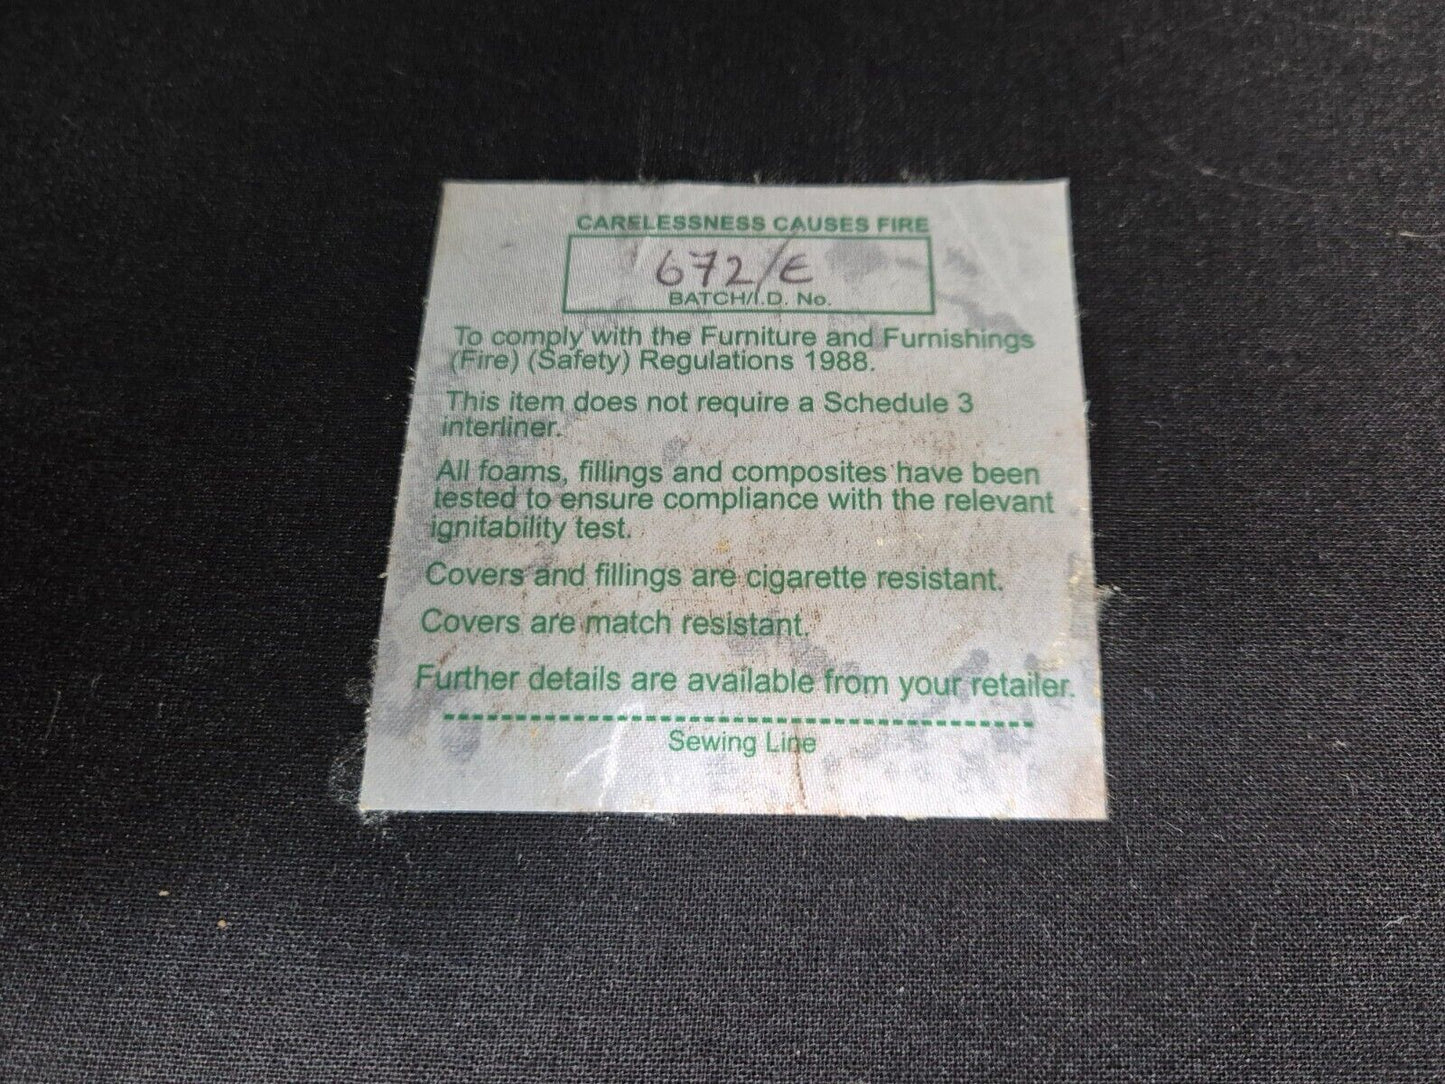 CARELESSNESS CAUSES FIRE
672/E
BATCH/I.D. No.
To comply with the Furniture and Furnishings
(Fire) (Safety) Regulations 1988.
This item does not require a Schedule 3
interliner.
All foams, fillings and composites have been
tested to ensure compliance with the relevant
ignitability test.
Covers and fillings are cigarette resistant.
Covers are match resistant.
Further details are available from your retailer.
Sewing Line